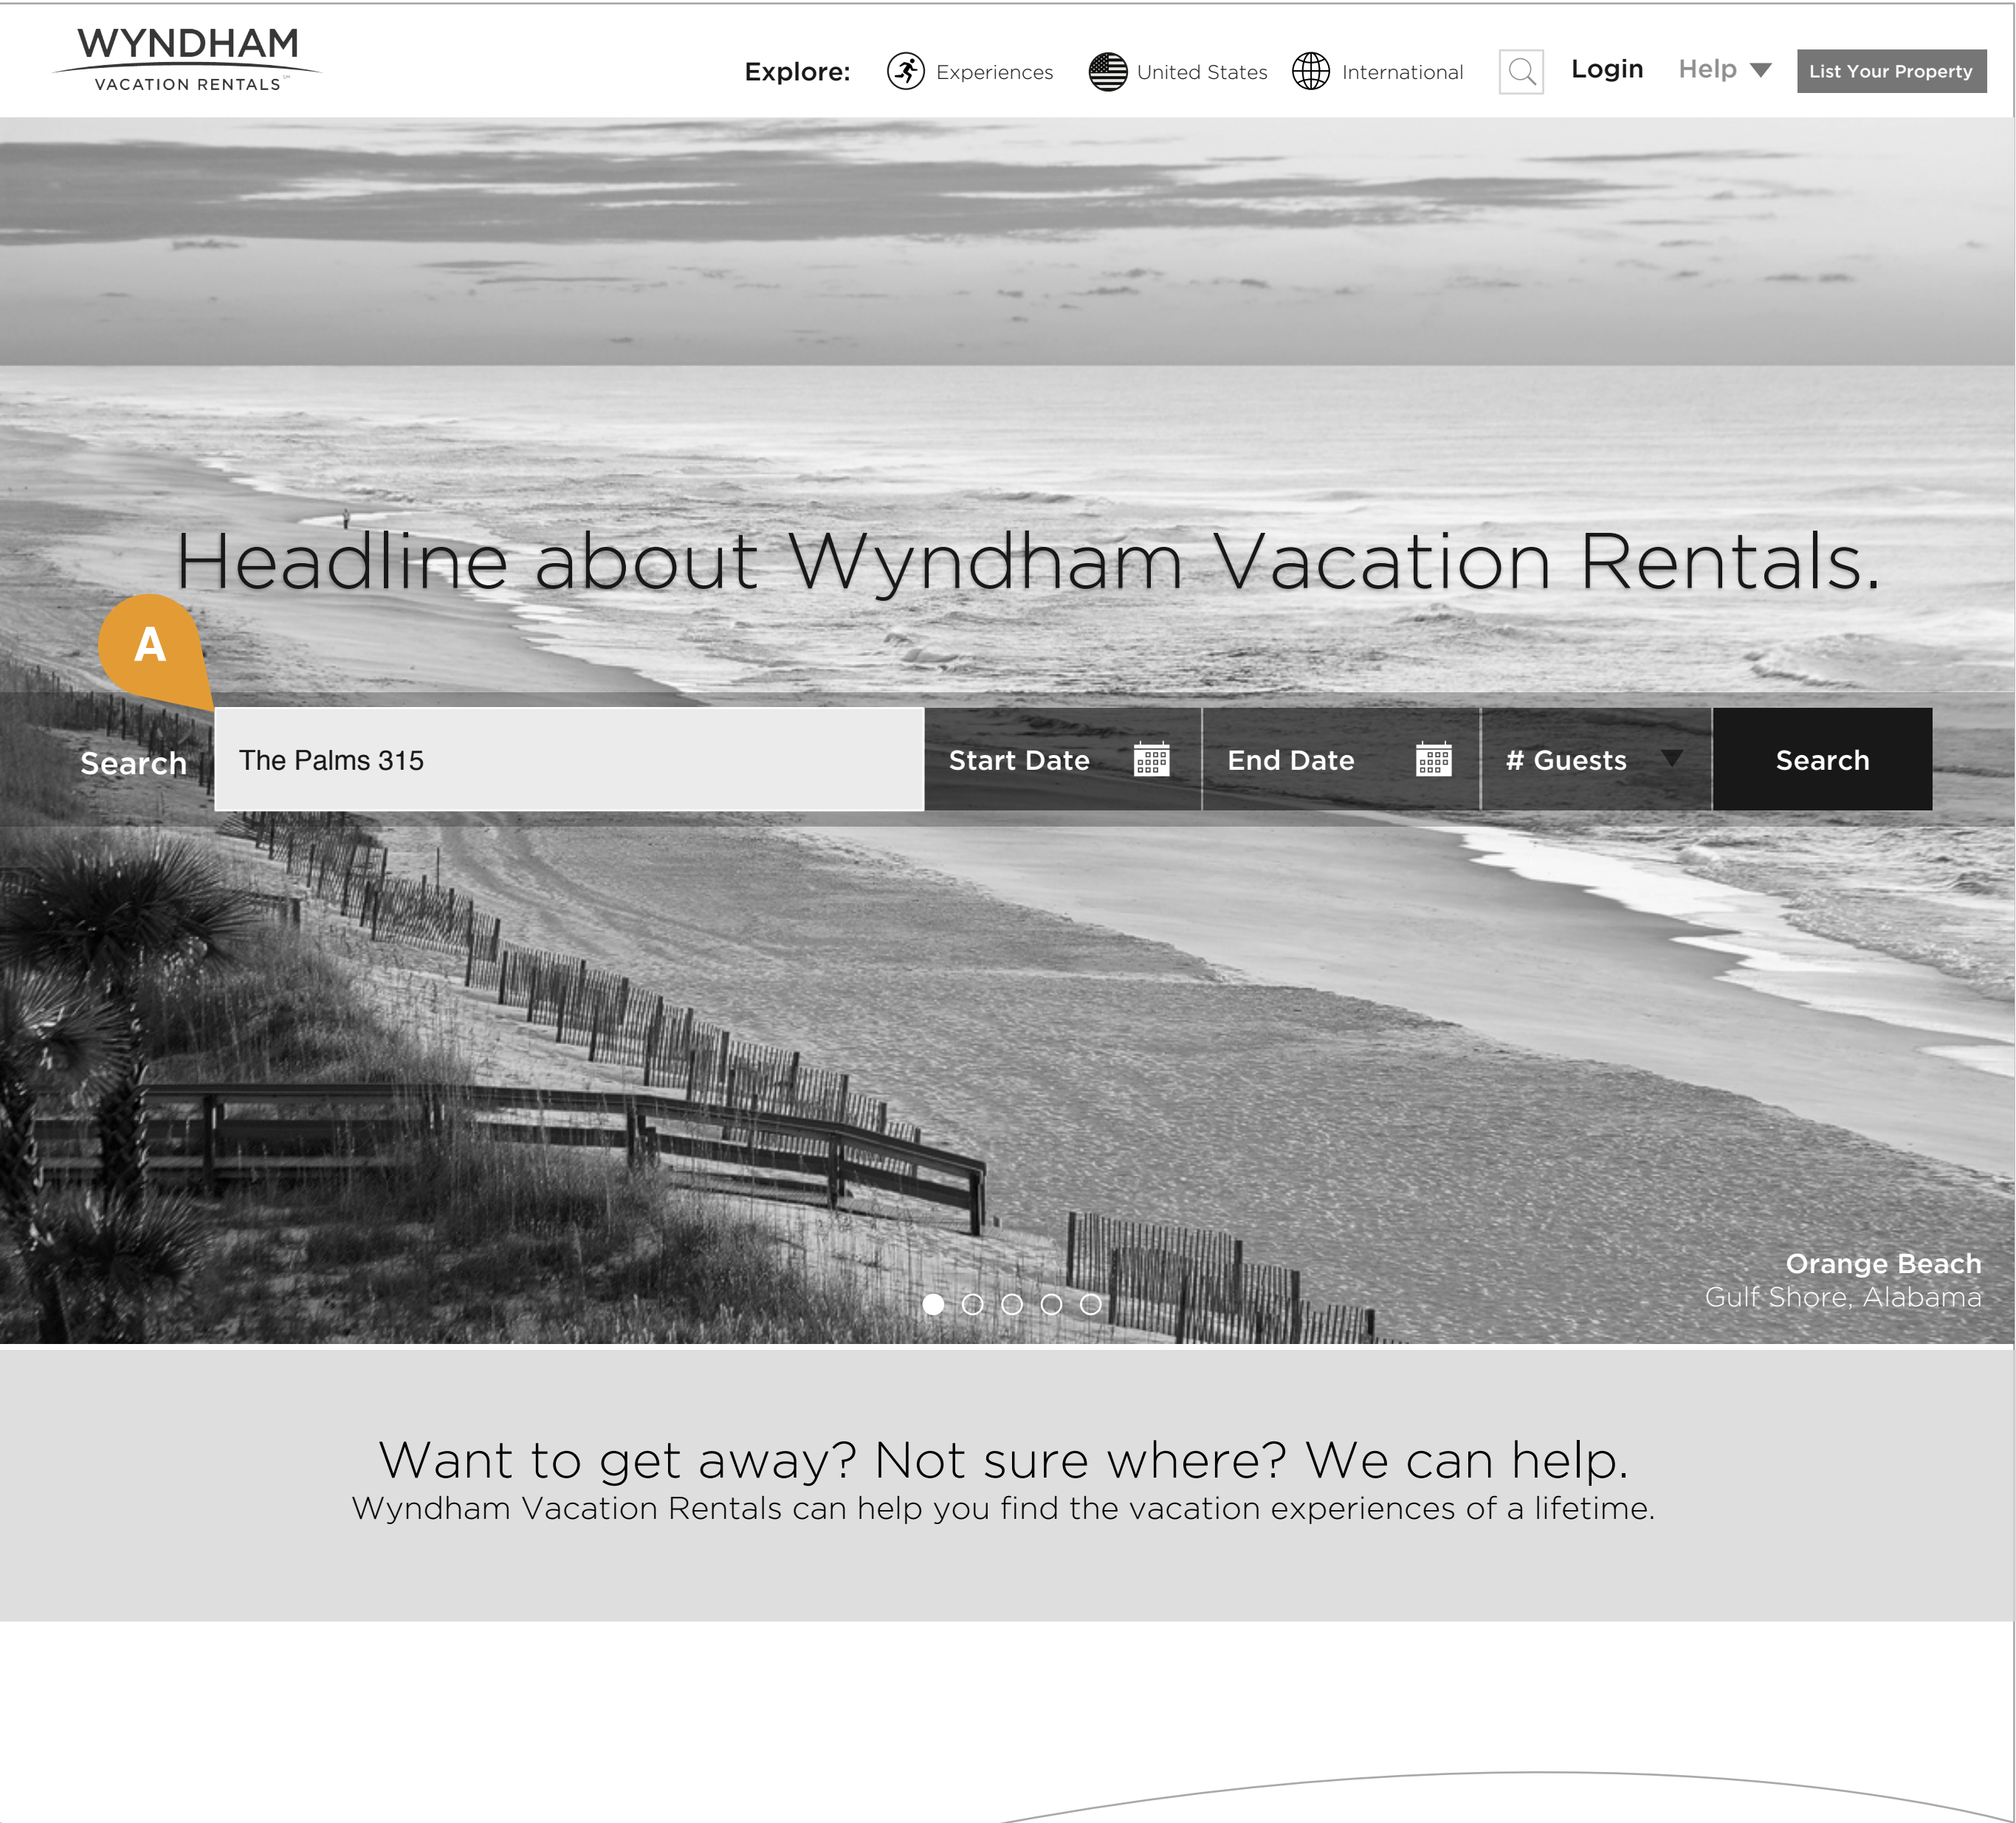 WYNDHAM
VACATION RENTALS℠
Explore: Experiences United States International Login Help List Your Property
Headline about Wyndham Vacation Rentals.
A
Search The Palms 315 Start Date End Date # Guests Search
Orange Beach
Gulf Shore, Alabama
Want to get away? Not sure where? We can help.
Wyndham Vacation Rentals can help you find the vacation experiences of a lifetime.